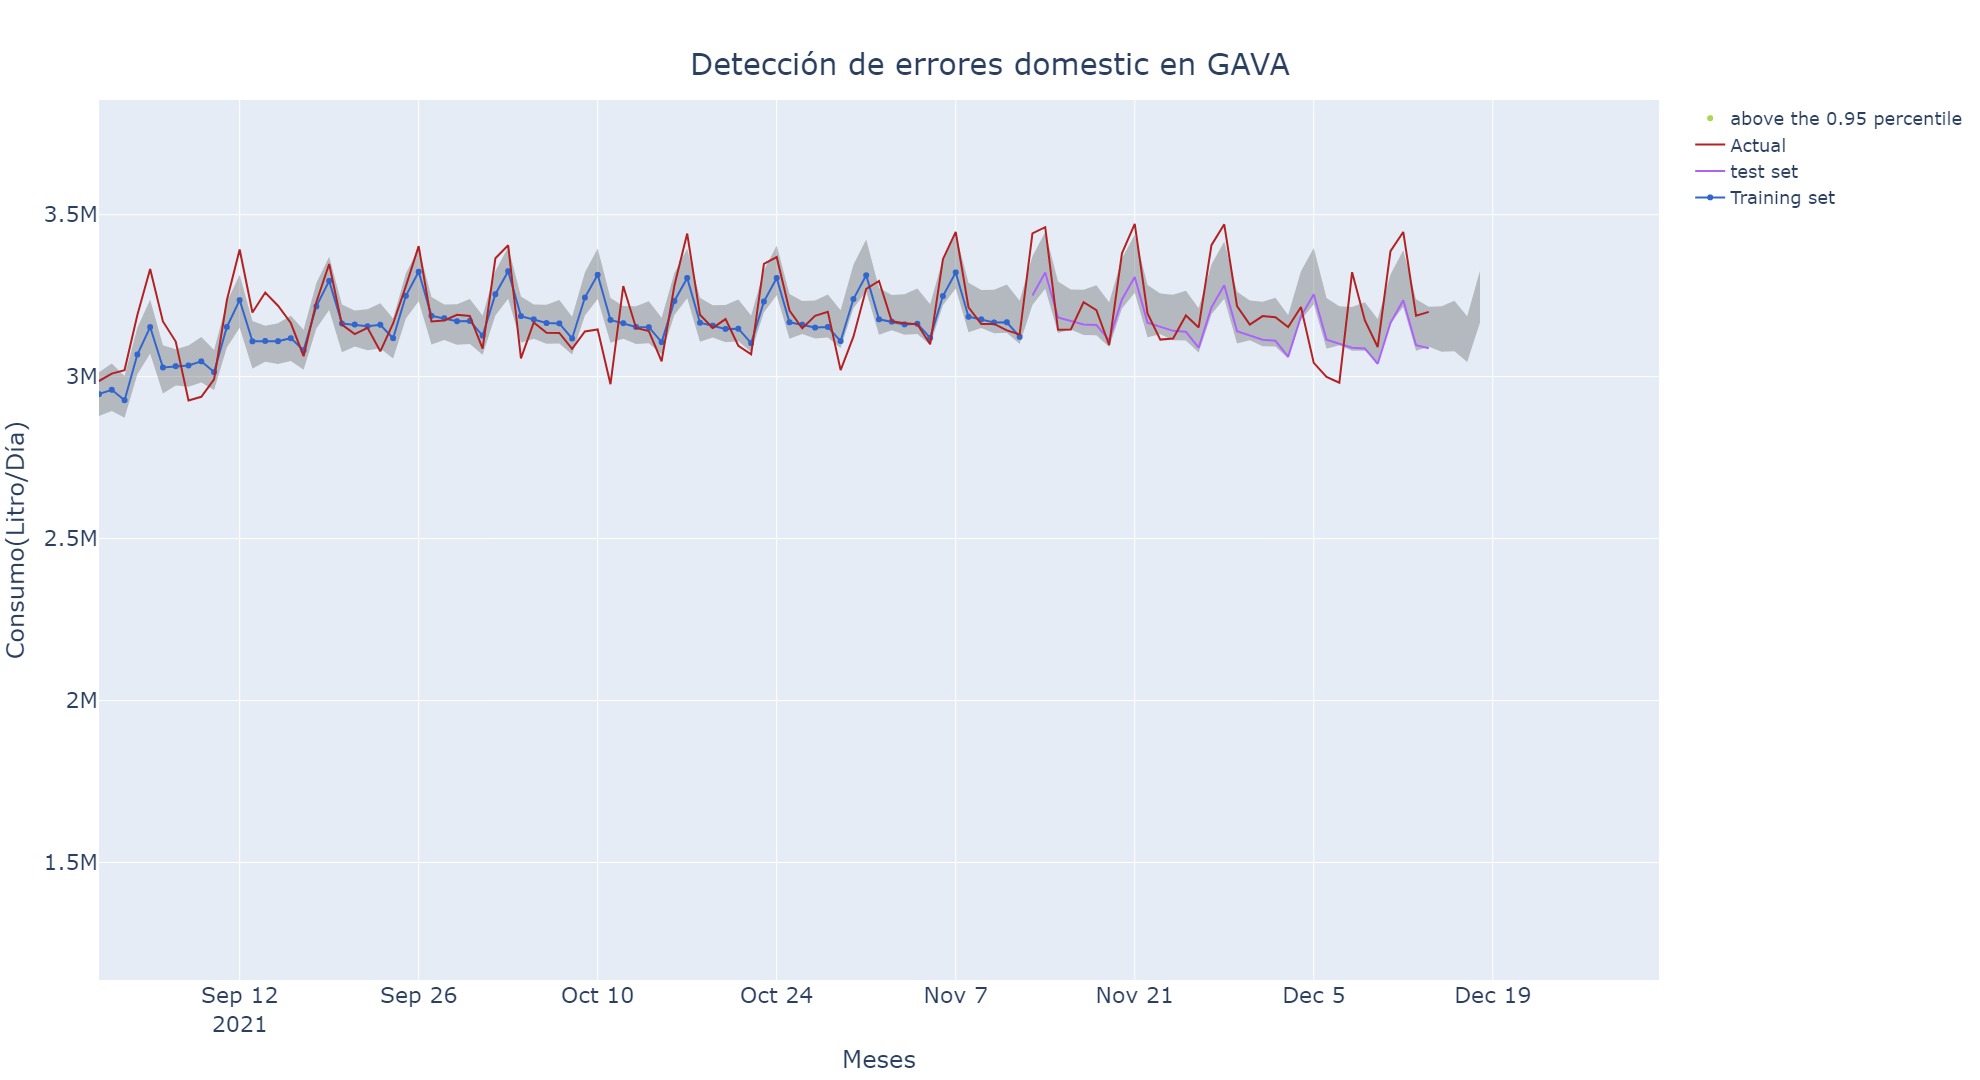 Detección de errores domestic en GAVA
above the 0.95 percentile
Actual
test set
Training set
3.5M
3M
2.5M
2M
1.5M
Consumo(Litro/Día)
Sep 12
2021
Sep 26
Oct 10
Oct 24
Nov 7
Nov 21
Dec 5
Dec 19
Meses